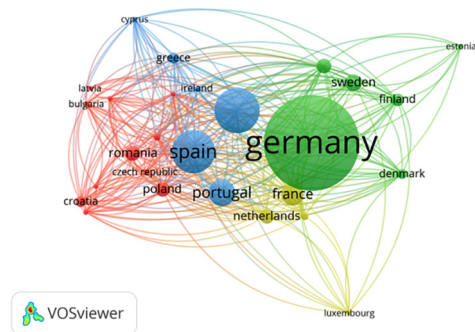 cyprus
estonia
greece
sweden
latvia
ireland
bulgaria
finland
germany
romania
spain
czech republic
denmark
poland
portugal
france
croatia
netherlands
luxembourg
VOSviewer